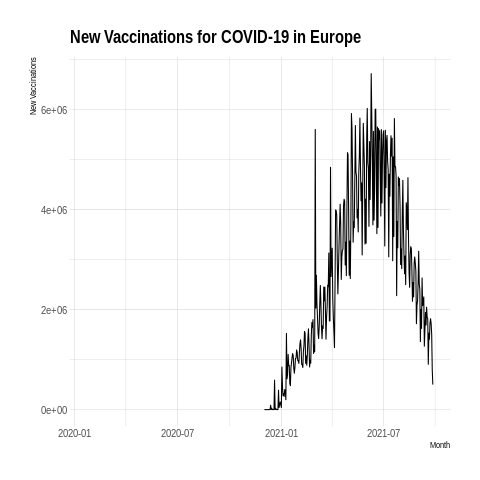 New Vaccinations for COVID-19 in Europe
New Vaccinations
6e+06
4e+06
2e+06
0e+00
2020-01
2020-07
2021-01
2021-07
Month